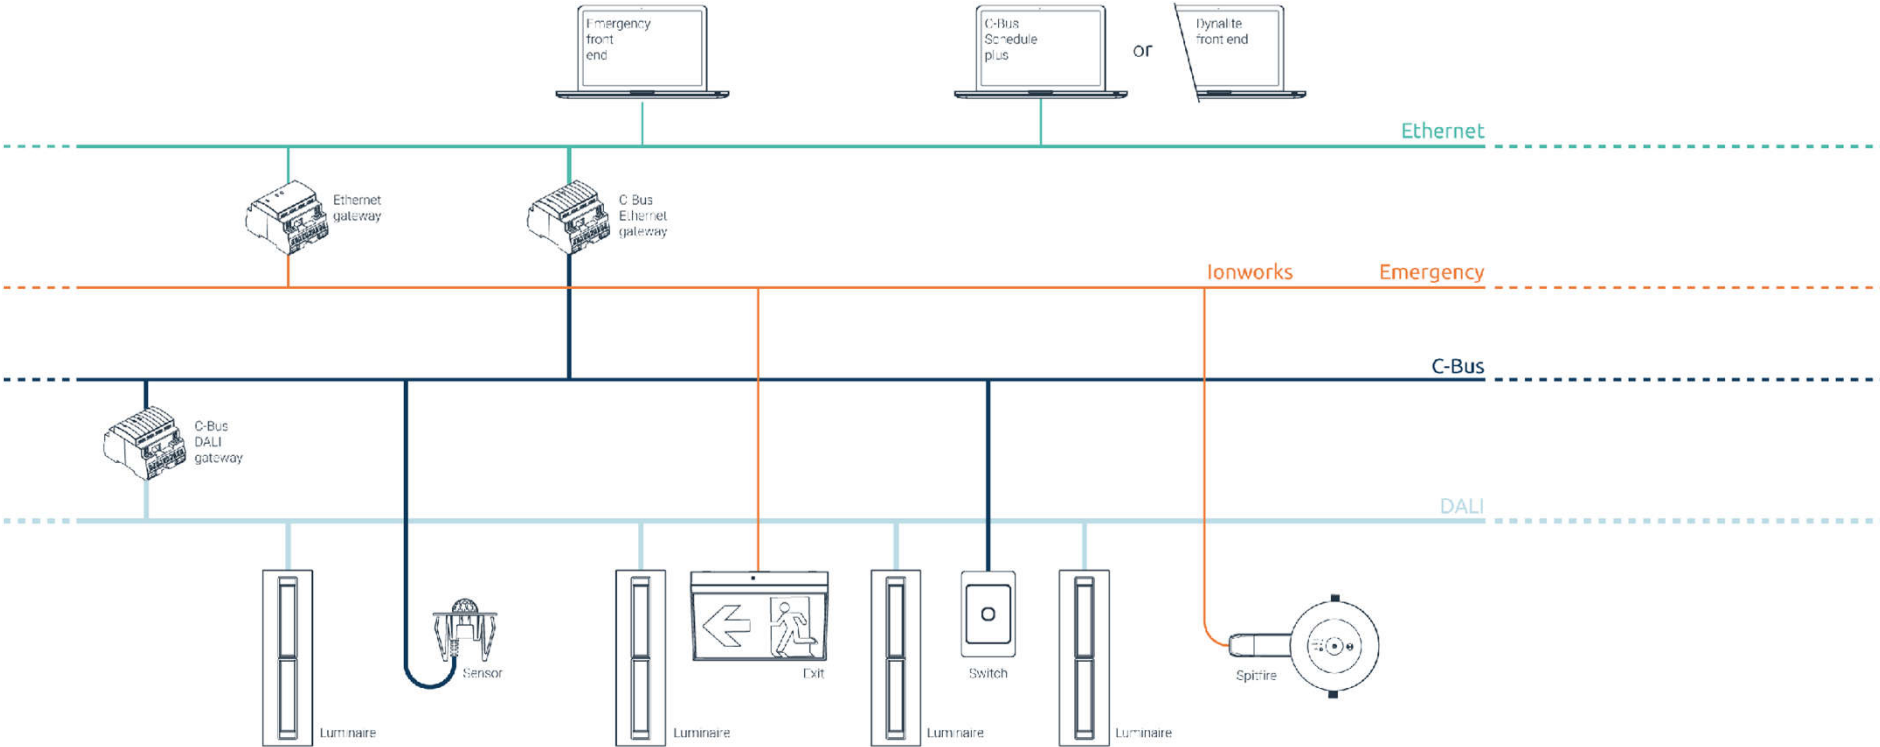 Emergency
front
end
C-Bus
Schedule
plus
or
Dynalite
front end
Ethernet
Ethernet
gateway
C Bus
Ethernet
gateway
Ionworks
Emergency
C-Bus
C-Bus
DALI
gateway
DALI
Sensor
Exit
Switch
Spitfire
Luminaire
Luminaire
Luminaire
Luminaire